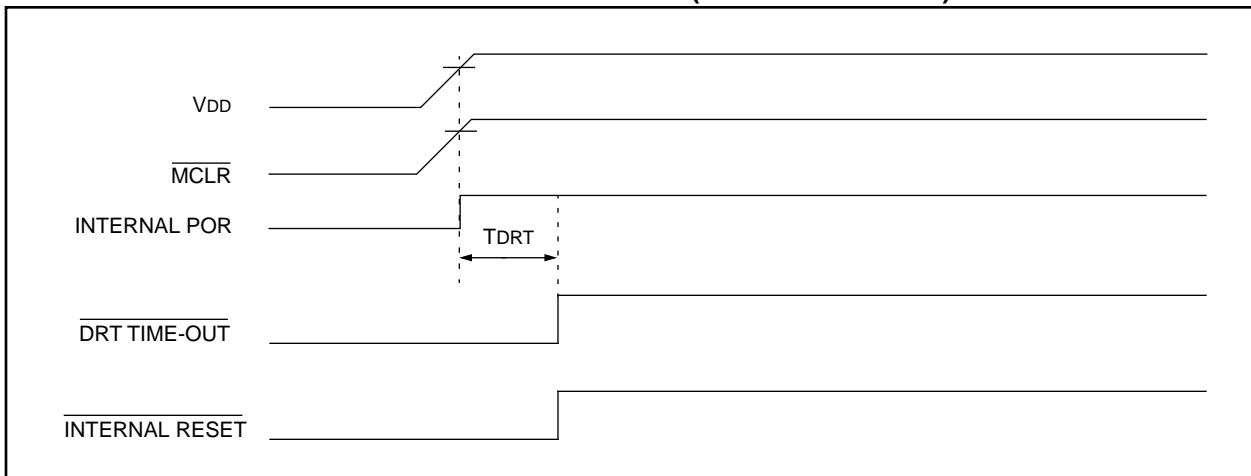 VDD
MCLR
INTERNAL POR
TDRT
DRT TIME-OUT
INTERNAL RESET